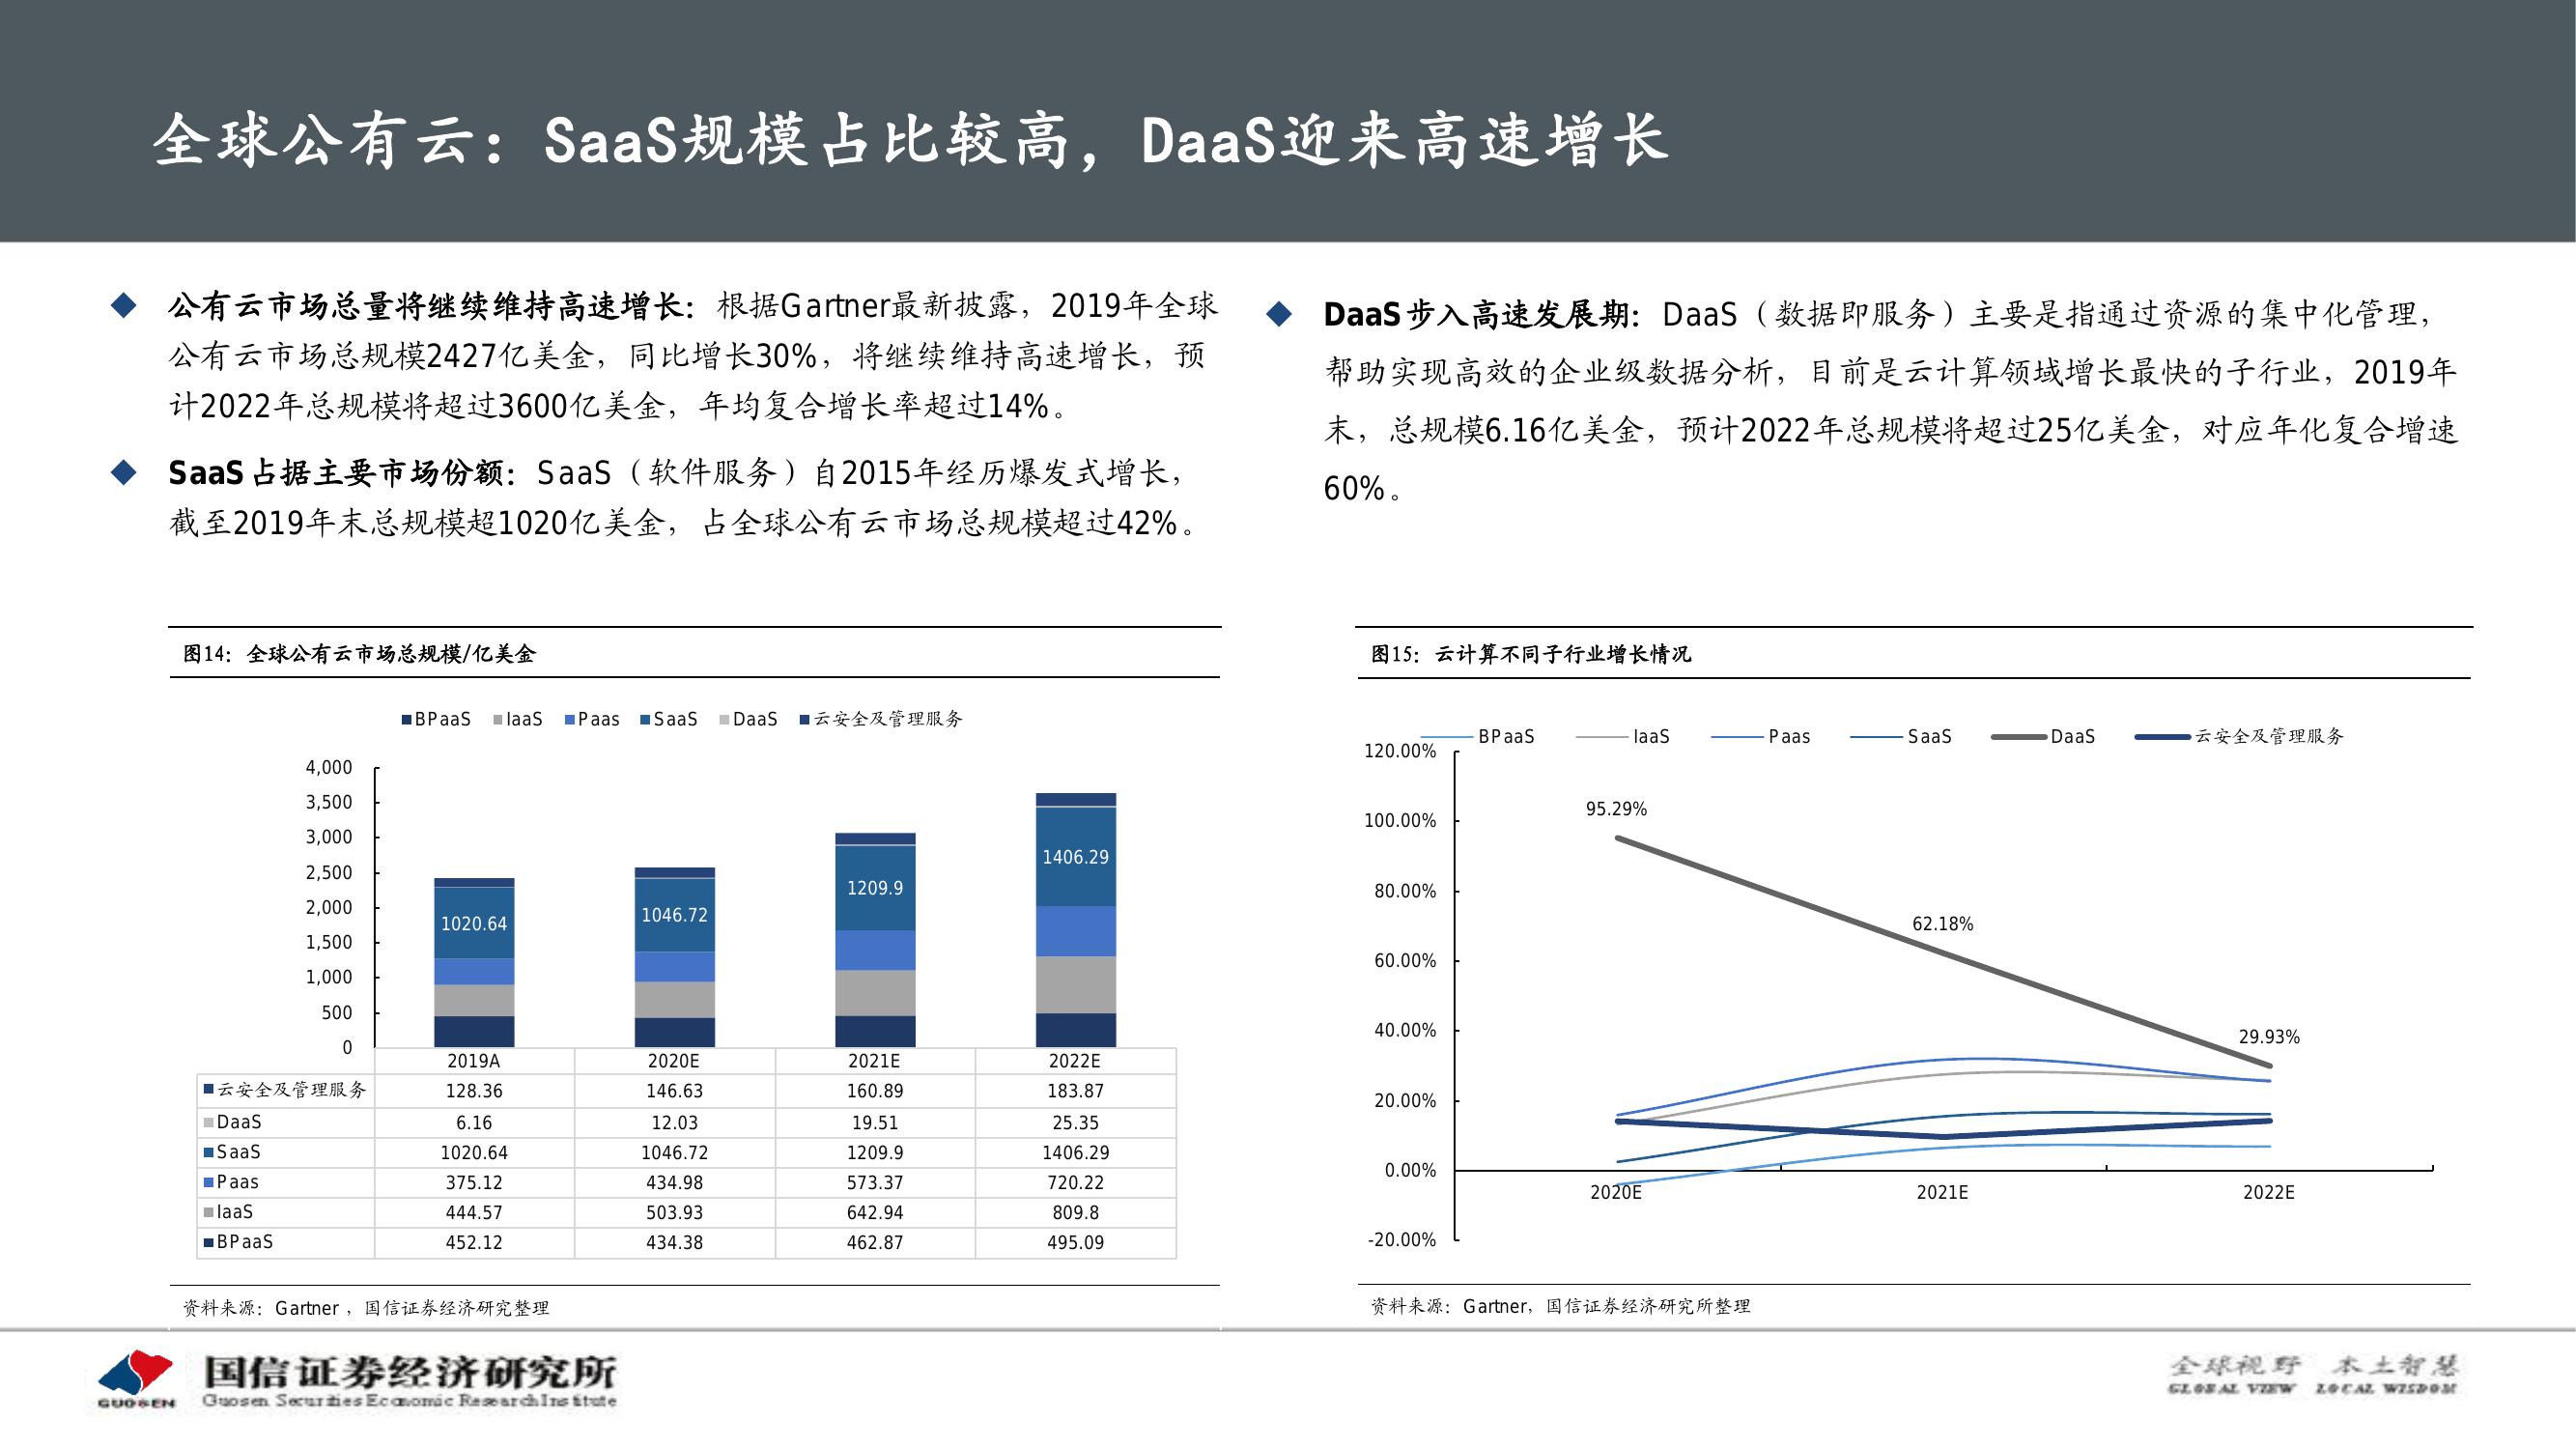 全球公有云：SaaS规模占比较高，DaaS迎来高速增长
公有云市场总量将继续维持高速增长：根据Gartner最新披露，2019年全球
公有云市场总规模2427亿美金，同比增长30%，将继续维持高速增长，预
计2022年总规模将超过3600亿美金，年均复合增长率超过14%。
SaaS占据主要市场份额：SaaS（软件服务）自2015年经历爆发式增长，
截至2019年末总规模超1020亿美金，占全球公有云市场总规模超过42%。
DaaS步入高速发展期：DaaS（数据即服务）主要是指通过资源的集中化管理，
帮助实现高效的企业级数据分析，目前是云计算领域增长最快的子行业，2019年
末，总规模6.16亿美金，预计2022年总规模将超过25亿美金，对应年化复合增速
60%。
图14：全球公有云市场总规模/亿美金
BPaaS IaaS Paas SaaS DaaS 云安全及管理服务
4,000
3,500
3,000
2,500
2,000
1,500
1,000
500
0
1020.64
1046.72
1209.9
1406.29
2019A 2020E 2021E 2022E
云安全及管理服务 128.36 146.63 160.89 183.87
DaaS 6.16 12.03 19.51 25.35
SaaS 1020.64 1046.72 1209.9 1406.29
Paas 375.12 434.98 573.37 720.22
IaaS 444.57 503.93 642.94 809.8
BPaaS 452.12 434.38 462.87 495.09
资料来源：Gartner ，国信证券经济研究整理
图15：云计算不同子行业增长情况
BPaaS IaaS Paas SaaS DaaS 云安全及管理服务
120.00%
100.00%
80.00%
60.00%
40.00%
20.00%
0.00%
-20.00%
95.29%
62.18%
29.93%
2020E 2021E 2022E
资料来源：Gartner，国信证券经济研究所整理
GUOSEN
国信证券经济研究所
Guosen Securities Economic Research Institute
全球视野 本土智慧
GLOBAL VIEW LOCAL WISDOM